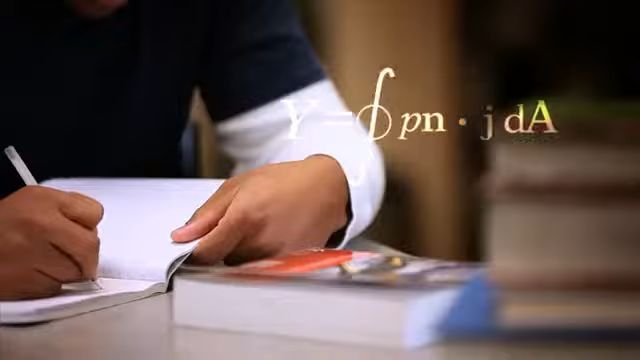 Y = ∮ pn · j dA